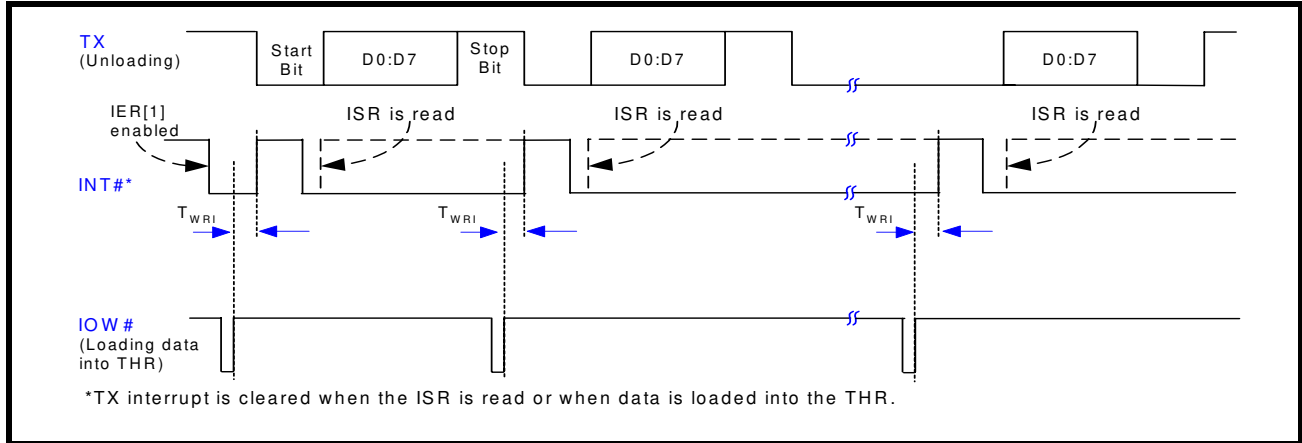 TX
(Unloading)
Start
Bit
D0:D7
Stop
Bit
D0:D7
D0:D7
IER[1]
enabled
ISR is read
ISR is read
ISR is read
INT#*
TWRI
TWRI
TWRI
IOW#
(Loading data
into THR)
*TX interrupt is cleared when the ISR is read or when data is loaded into the THR.